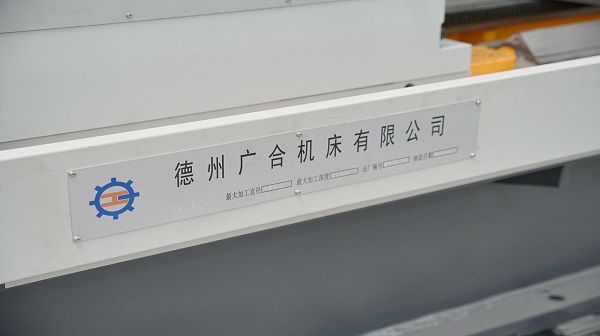 德州广合机床有限公司
最大加工直径 最大加工深度 出厂编号 制造日期